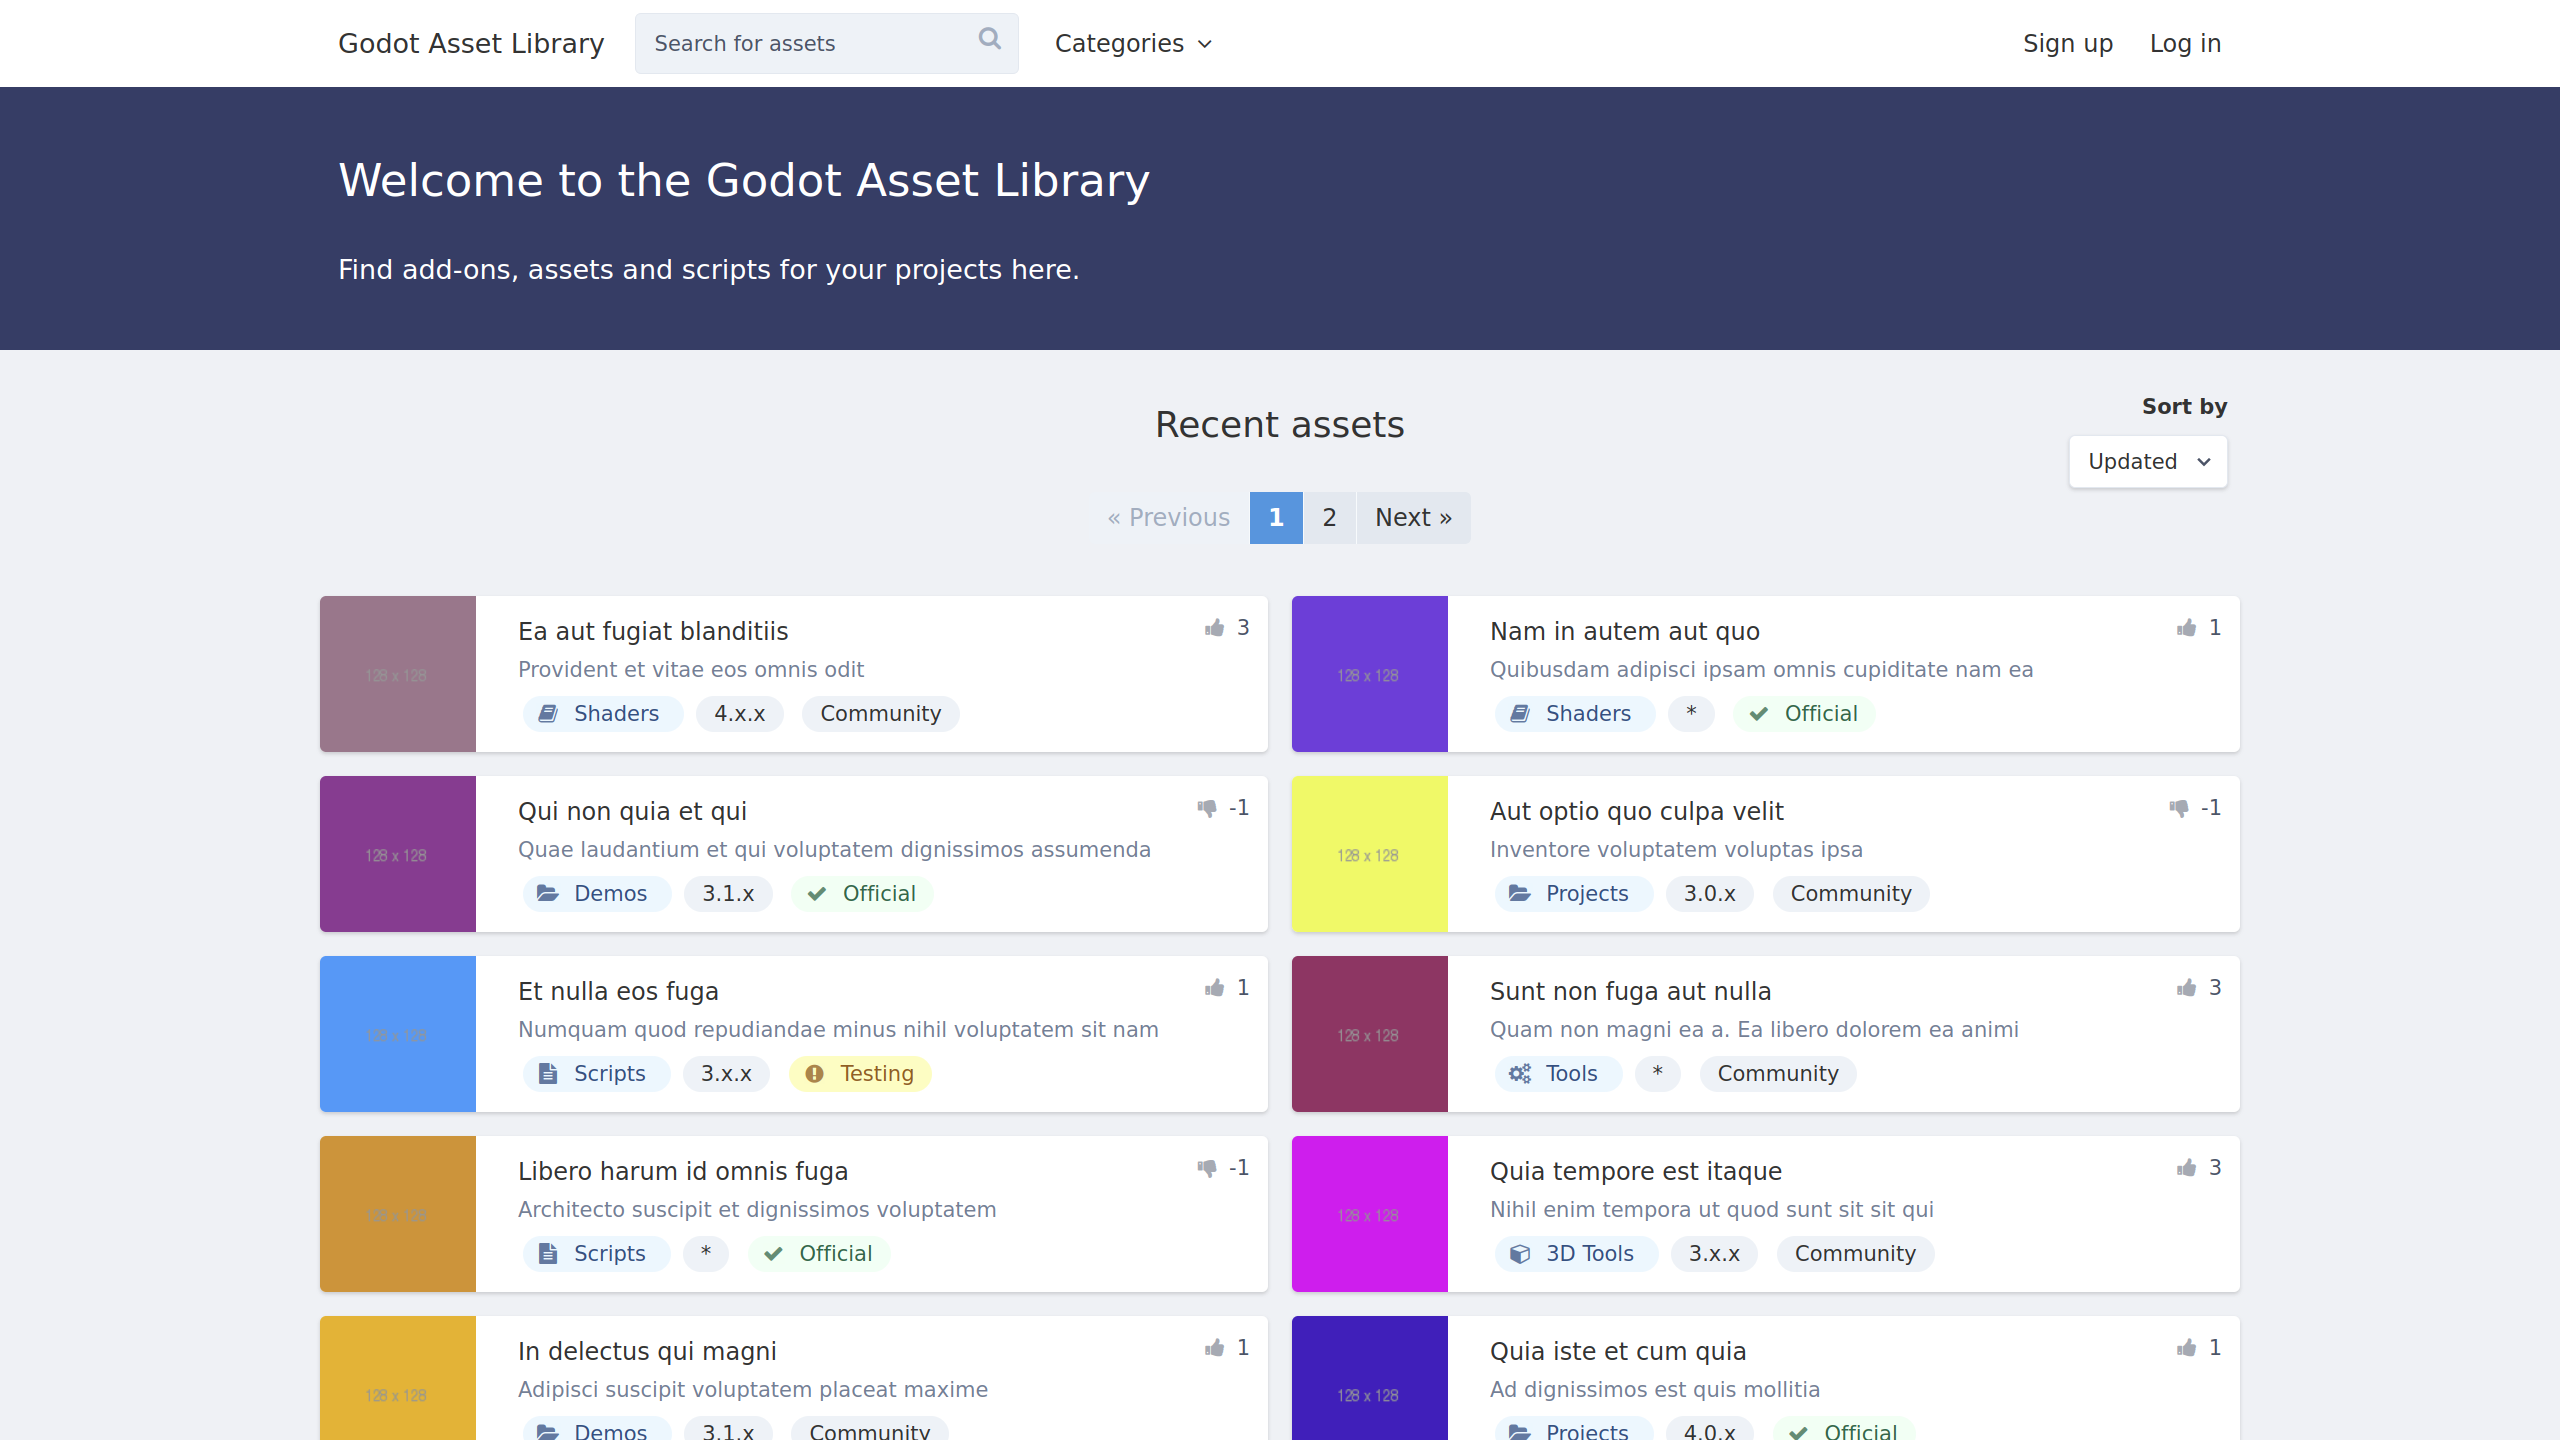 Godot Asset Library
Search for assets
Categories
Sign up
Log in
Welcome to the Godot Asset Library
Find add-ons, assets and scripts for your projects here.
Recent assets
Sort by
Updated
« Previous 1 2 Next »
128 x 128
Ea aut fugiat blanditiis
3
Provident et vitae eos omnis odit
Shaders 4.x.x Community
128 x 128
Nam in autem aut quo
1
Quibusdam adipisci ipsam omnis cupiditate nam ea
Shaders * Official
128 x 128
Qui non quia et qui
-1
Quae laudantium et qui voluptatem dignissimos assumenda
Demos 3.1.x Official
128 x 128
Aut optio quo culpa velit
-1
Inventore voluptatem voluptas ipsa
Projects 3.0.x Community
128 x 128
Et nulla eos fuga
1
Numquam quod repudiandae minus nihil voluptatem sit nam
Scripts 3.x.x Testing
128 x 128
Sunt non fuga aut nulla
3
Quam non magni ea a. Ea libero dolorem ea animi
Tools * Community
128 x 128
Libero harum id omnis fuga
-1
Architecto suscipit et dignissimos voluptatem
Scripts * Official
128 x 128
Quia tempore est itaque
3
Nihil enim tempora ut quod sunt sit sit qui
3D Tools 3.x.x Community
128 x 128
In delectus qui magni
1
Adipisci suscipit voluptatem placeat maxime
Demos 3.1.x Community
128 x 128
Quia iste et cum quia
1
Ad dignissimos est quis mollitia
Projects 4.0.x Official